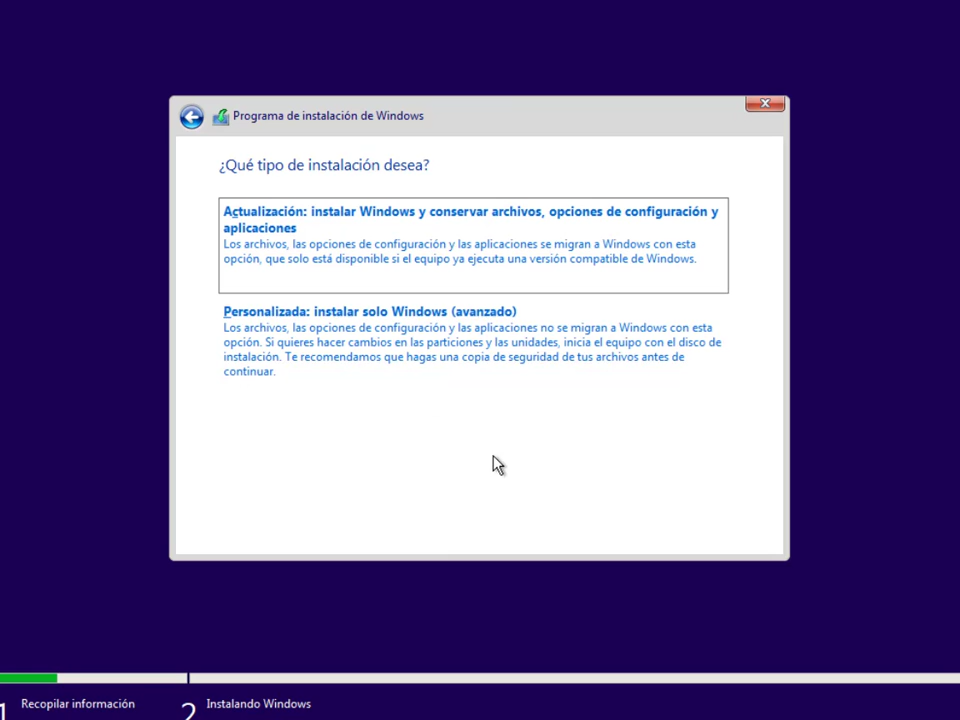 Programa de instalación de Windows
¿Qué tipo de instalación desea?
Actualización: instalar Windows y conservar archivos, opciones de configuración y
aplicaciones
Los archivos, las opciones de configuración y las aplicaciones se migran a Windows con esta
opción, que solo está disponible si el equipo ya ejecuta una versión compatible de Windows.
Personalizada: instalar solo Windows (avanzado)
Los archivos, las opciones de configuración y las aplicaciones no se migran a Windows con esta
opción. Si quieres hacer cambios en las particiones y las unidades, inicia el equipo con el disco de
instalación. Te recomendamos que hagas una copia de seguridad de tus archivos antes de
continuar.
1 Recopilar información
2 Instalando Windows